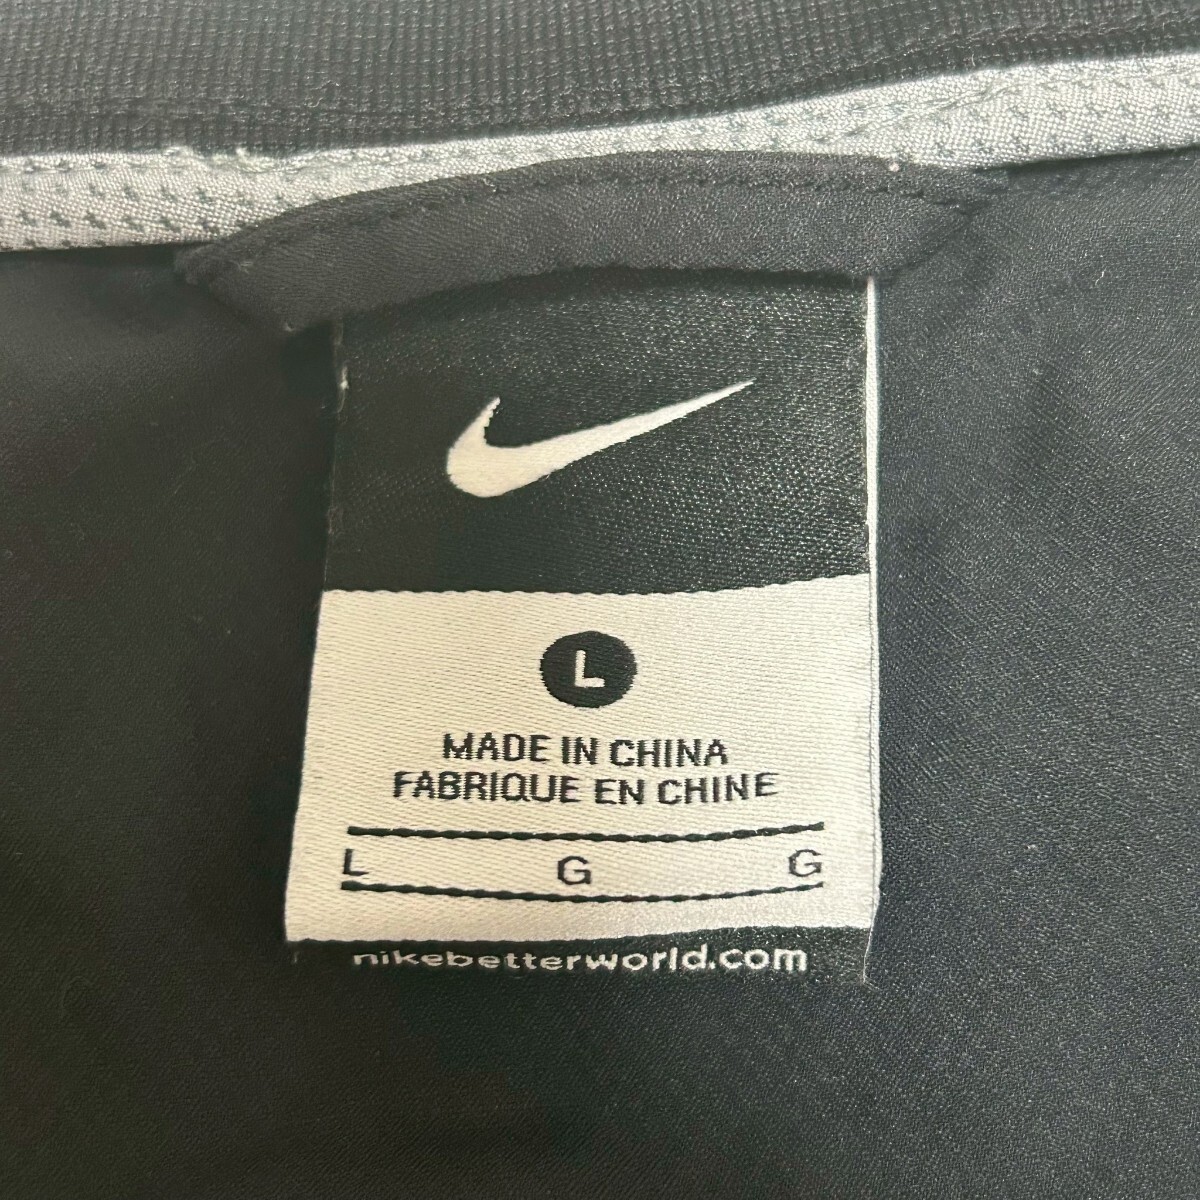 L
MADE IN CHINA
FABRIQUE EN CHINE
L G G
nikebetterworld.com